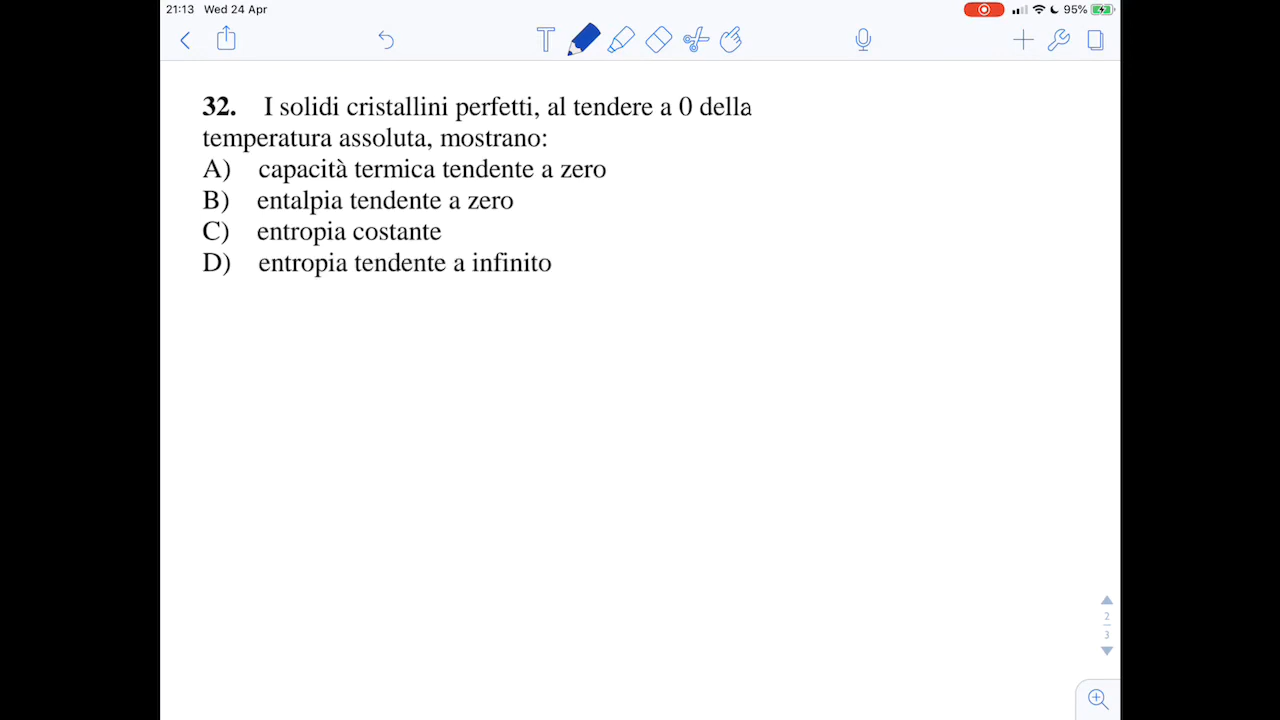 21:13 Wed 24 Apr 95%
T
32. I solidi cristallini perfetti, al tendere a 0 della
temperatura assoluta, mostrano:
A) capacità termica tendente a zero
B) entalpia tendente a zero
C) entropia costante
D) entropia tendente a infinito
2
3